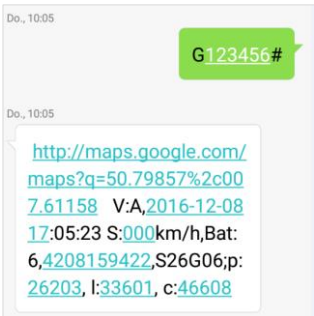 Do., 10:05
G123456#
Do., 10:05
http://maps.google.com/
maps?q=50.79857%2c00
7.61158 V:A,2016-12-08
17:05:23 S:000km/h,Bat:
6,4208159422,S26G06;p:
26203, l:33601, c:46608